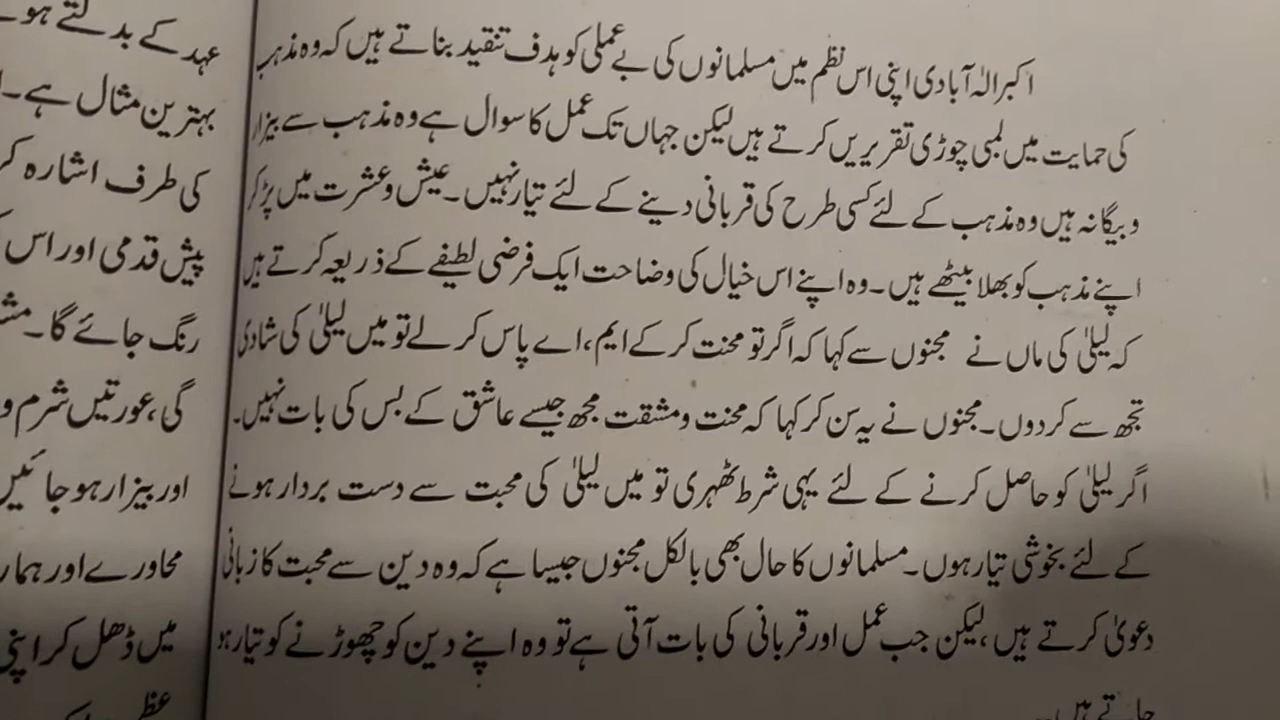 اکبر الٰہ آبادی اپنی اس نظم میں مسلمانوں کی بے عملی کو ہدف تنقید بناتے ہیں کہ وہ مذہب
کی حمایت میں لمبی چوڑی تقریریں کرتے ہیں لیکن جہاں تک عمل کا سوال ہے وہ مذہب سے بیزار
و بیگانہ ہیں وہ مذہب کے لئے کسی طرح کی قربانی دینے کے لئے تیار نہیں۔ عیش و عشرت میں پڑ کر
اپنے مذہب کو بھلا بیٹھے ہیں۔ وہ اپنے اس خیال کی وضاحت ایک فرضی لطیفے کے ذریعہ کرتے ہیں
کہ لیلیٰ کی ماں نے مجنوں سے کہا کہ اگر تو محنت کر کے ایم، اے پاس کر لے تو میں لیلیٰ کی شادی
تجھ سے کر دوں۔ مجنوں نے یہ سن کر کہا کہ محنت و مشقت مجھ جیسے عاشق کے بس کی بات نہیں۔
اگر لیلیٰ کو حاصل کرنے کے لئے یہی شرط ٹھہری تو میں لیلیٰ کی محبت سے دست بردار ہونے
کے لئے بخوشی تیار ہوں۔ مسلمانوں کا حال بھی بالکل مجنوں جیسا ہے کہ وہ دین سے محبت کا زبانی
دعویٰ کرتے ہیں، لیکن جب عمل اور قربانی کی بات آتی ہے تو وہ اپنے دین کو چھوڑنے کو تیار ہو
جاتے ہیں۔
عہد کے بدلتے ہو
بہترین مثال ہے۔
کی طرف اشارہ
پیش قدمی اور اس
رنگ جائے گا۔
گی، عورتیں شرم و
اور بیزار ہو جائیں
محاورے اور ہمار
میں ڈھل کر اپنی